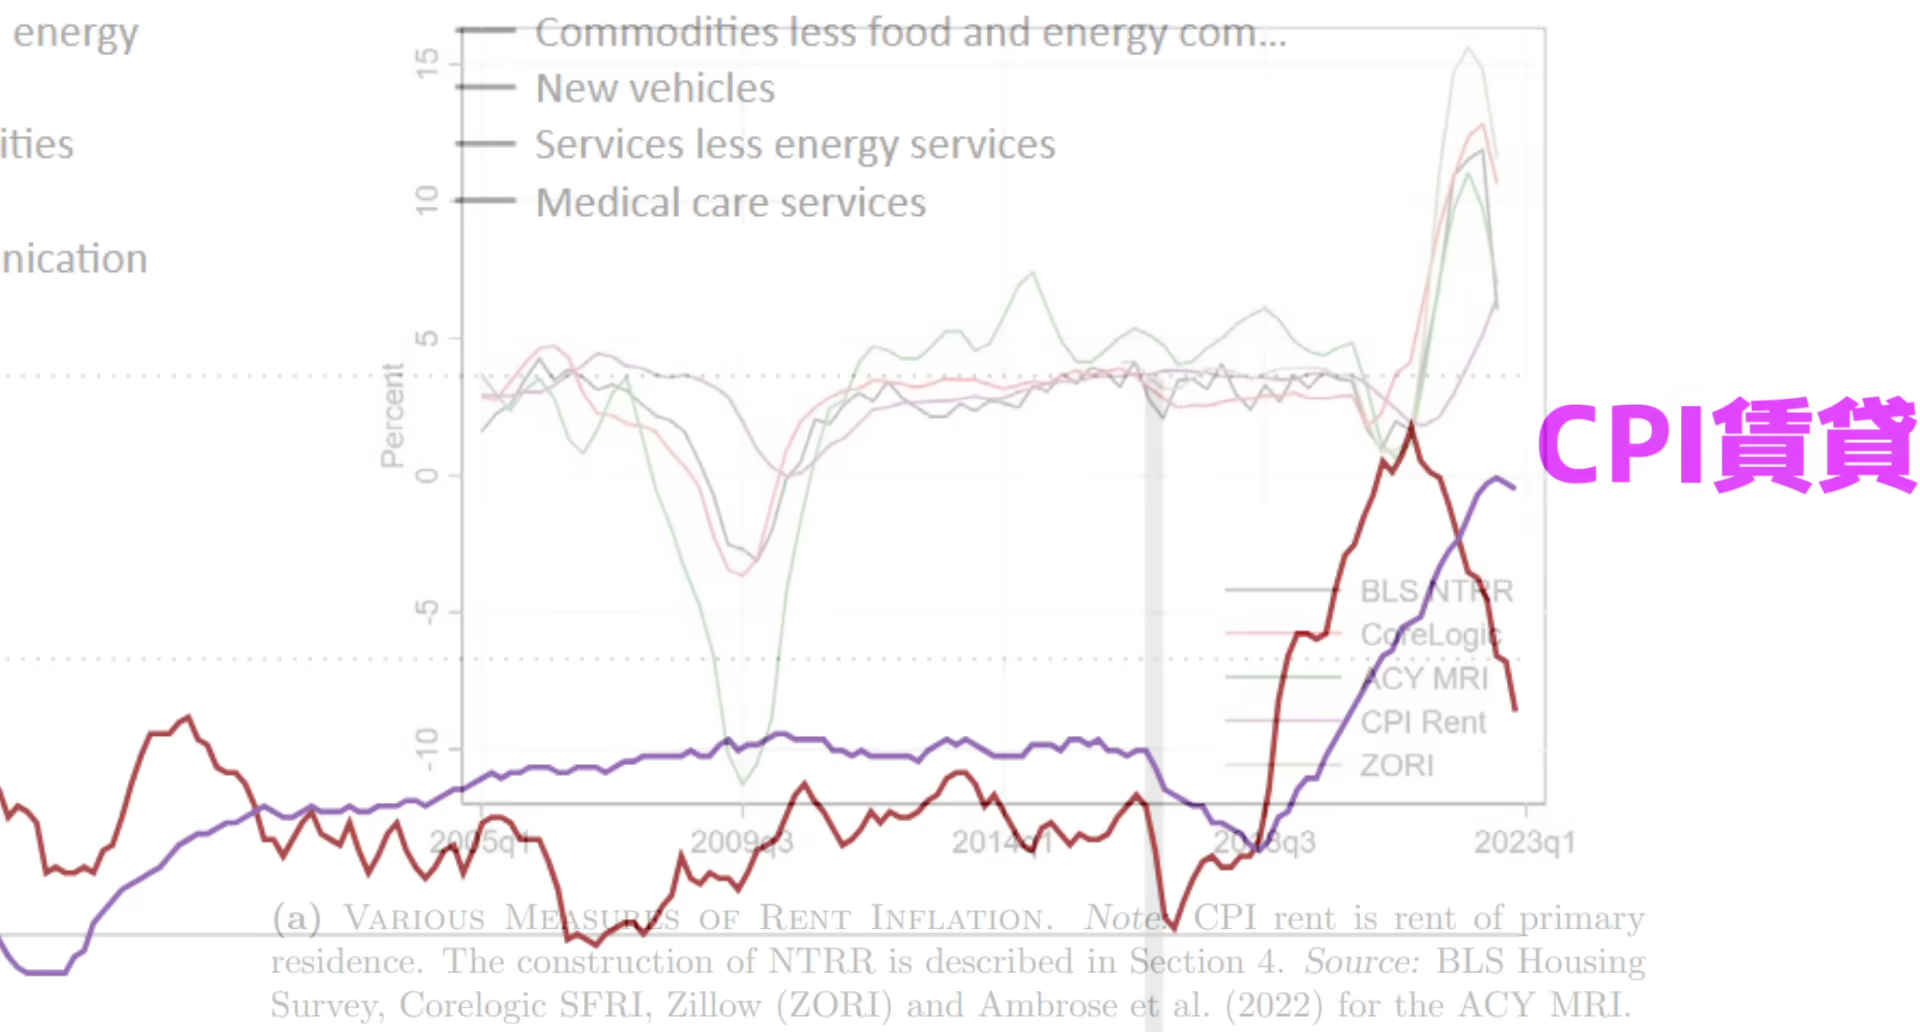 energy
ities
nication
Commodities less food and energy com...
New vehicles
Services less energy services
Medical care services
15
10
5
0
-5
-10
Percent
CPI賃貸
BLS NTRR
CoreLogic
ACY MRI
CPI Rent
ZORI
2005q1
2009q3
2014q1
2018q3
2023q1
(a) VARIOUS MEASURES OF RENT INFLATION. Note: CPI rent is rent of primary
residence. The construction of NTRR is described in Section 4. Source: BLS Housing
Survey, Corelogic SFRI, Zillow (ZORI) and Ambrose et al. (2022) for the ACY MRI.